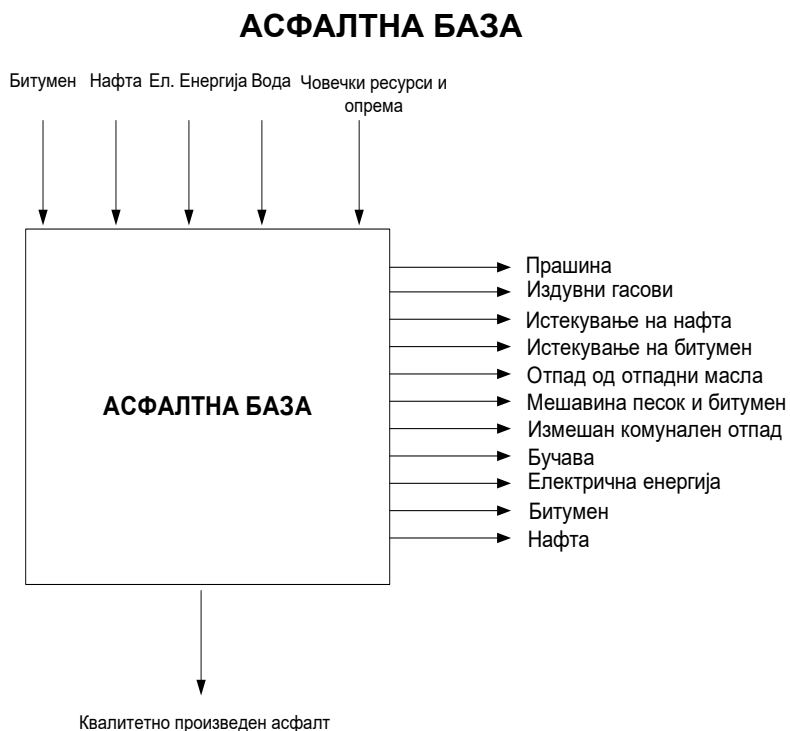 АСФАЛТНА БАЗА
Битумен Нафта Ел. Енергија Вода Човечки ресурси и
опрема
Прашина
Издувни гасови
Истекување на нафта
Истекување на битумен
Отпад од отпадни масла
АСФАЛТНА БАЗА
Мешавина песок и битумен
Измешан комунален отпад
Бучава
Електрична енергија
Битумен
Нафта
Квалитетно произведен асфалт